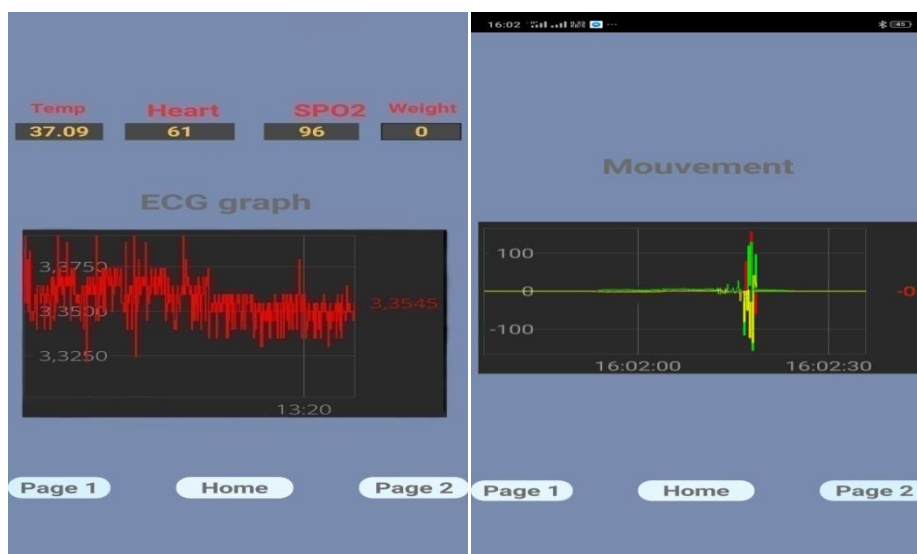 Temp Heart SPO2 Weight
37.09 61 96 0
ECG graph
3,3750
3,3500
3,3250
3,3545
13:20
Page 1 Home Page 2
16:02
45
Mouvement
100
0
-100
-0
16:02:00 16:02:30
Page 1 Home Page 2